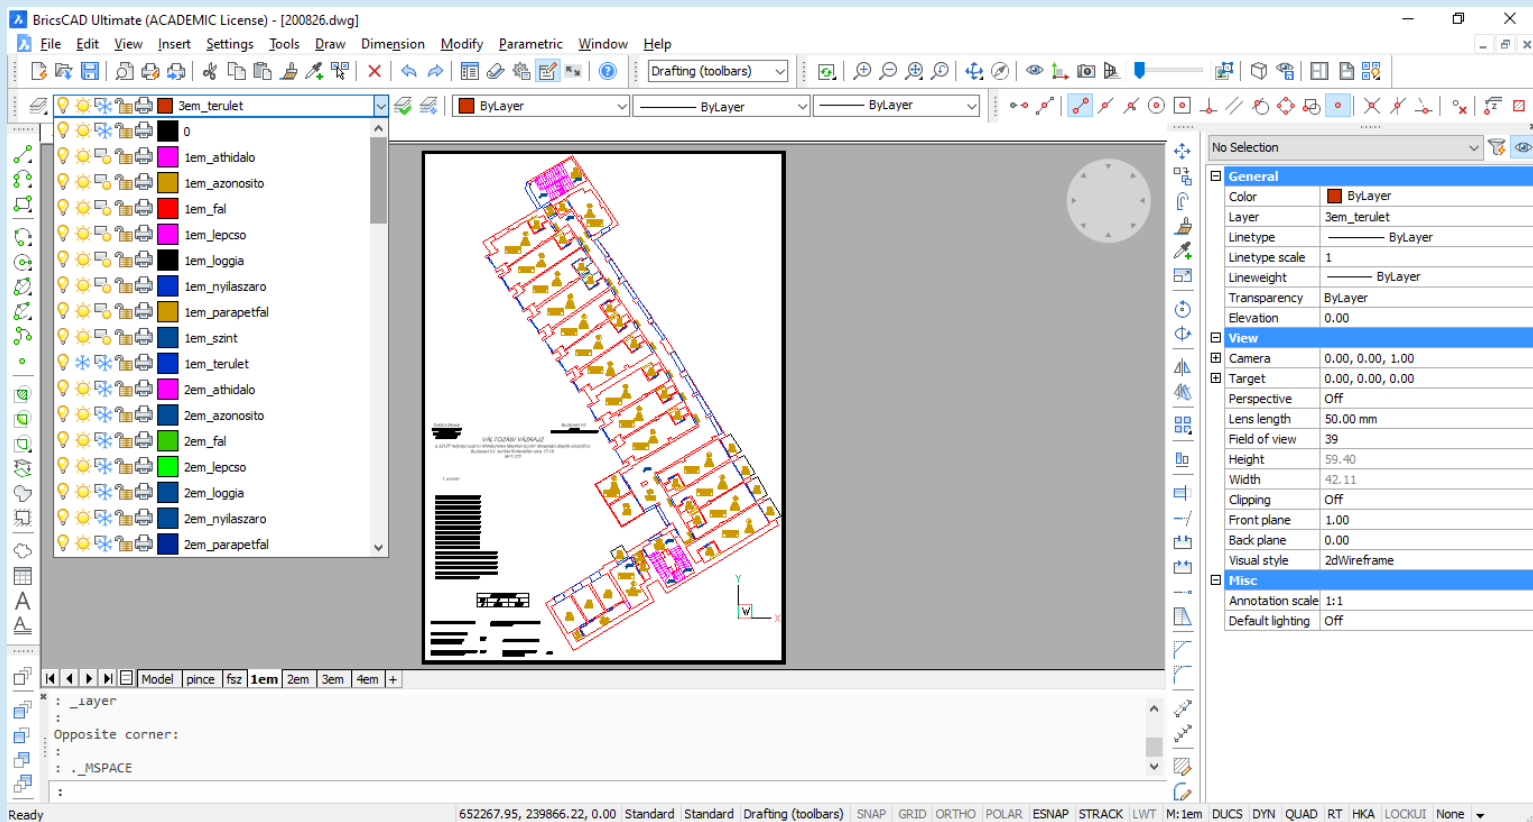 BricsCAD Ultimate (ACADEMIC License) - [200826.dwg]
File Edit View Insert Settings Tools Draw Dimension Modify Parametric Window Help
Drafting (toolbars)
3em_terulet
ByLayer
ByLayer
ByLayer
0
1em_athidalo
1em_azonosito
1em_fal
1em_lepcso
1em_loggia
1em_nyilaszaro
1em_parapetfal
1em_szint
1em_terulet
2em_athidalo
2em_azonosito
2em_fal
2em_lepcso
2em_loggia
2em_nyilaszaro
2em_parapetfal
VÁLTOZÁSI VÁZRAJZ
Y
W
X
No Selection
General
Color ByLayer
Layer 3em_terulet
Linetype ByLayer
Linetype scale 1
Lineweight ByLayer
Transparency ByLayer
Elevation 0.00
View
Camera 0.00, 0.00, 1.00
Target 0.00, 0.00, 0.00
Perspective Off
Lens length 50.00 mm
Field of view 39
Height 59.40
Width 42.11
Clipping Off
Front plane 1.00
Back plane 0.00
Visual style 2dWireframe
Misc
Annotation scale 1:1
Default lighting Off
Model pince fsz 1em 2em 3em 4em +
: _layer
:
Opposite corner:
:
: ._MSPACE
:
Ready 652267.95, 239866.22, 0.00 Standard Standard Drafting (toolbars) SNAP GRID ORTHO POLAR ESNAP STRACK LWT M:1em DUCS DYN QUAD RT HKA LOCKUI None